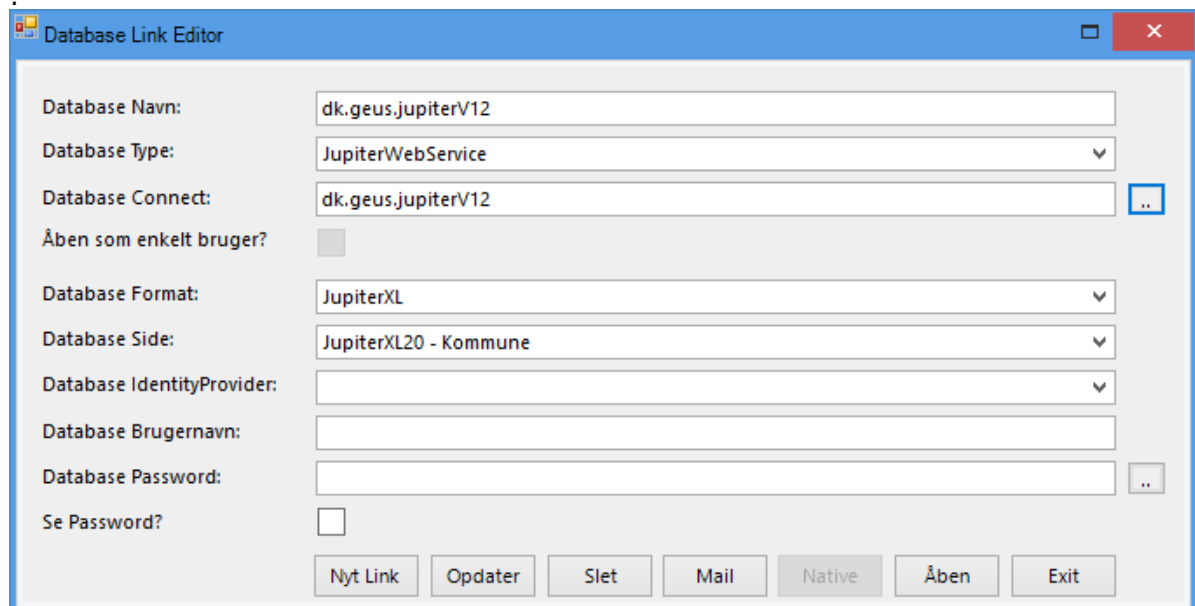 Database Link Editor
Database Navn: dk.geus.jupiterV12
Database Type: JupiterWebService
Database Connect: dk.geus.jupiterV12 ..
Åben som enkelt bruger?
Database Format: JupiterXL
Database Side: JupiterXL20 - Kommune
Database IdentityProvider:
Database Brugernavn:
Database Password: ..
Se Password?
Nyt Link Opdater Slet Mail Native Åben Exit